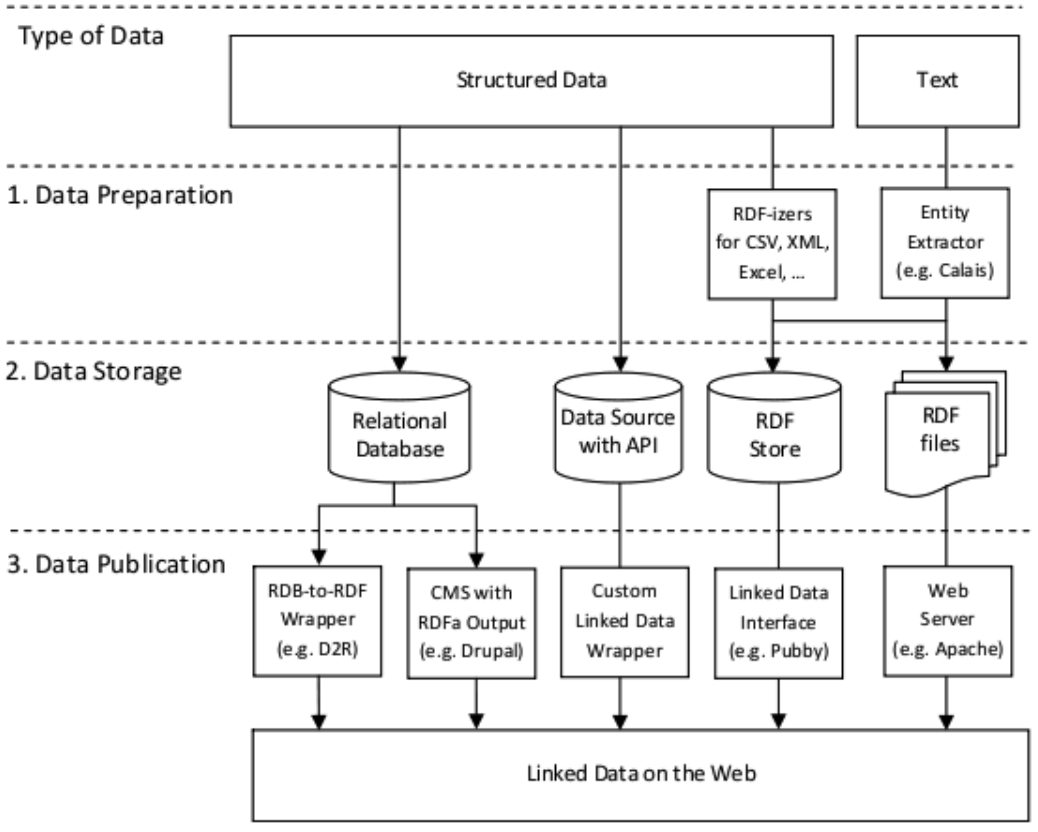 Type of Data
Structured Data
Text
1. Data Preparation
RDF-izers
for CSV, XML,
Excel, ...
Entity
Extractor
(e.g. Calais)
2. Data Storage
Relational
Database
Data Source
with API
RDF
Store
RDF
files
3. Data Publication
RDB-to-RDF
Wrapper
(e.g. D2R)
CMS with
RDFa Output
(e.g. Drupal)
Custom
Linked Data
Wrapper
Linked Data
Interface
(e.g. Pubby)
Web
Server
(e.g. Apache)
Linked Data on the Web